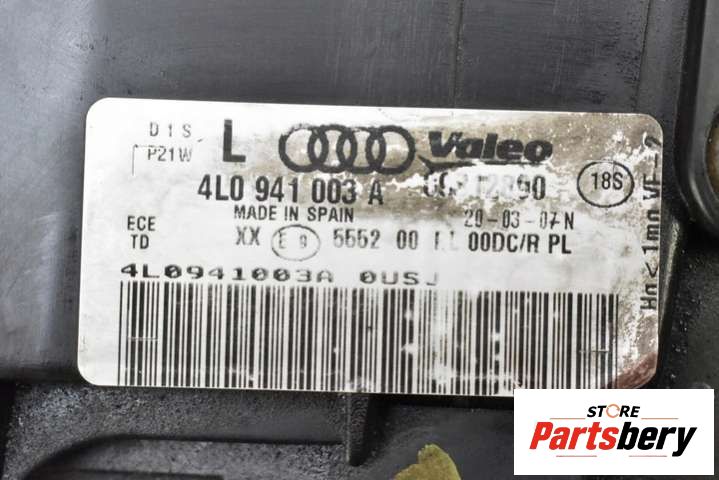 D1S L Valeo
P21W
4L0 941 003 A 18S
MADE IN SPAIN 20-03-07 N
ECE
TD XX E 9 5552 00 00DC/R PL
4L0941003A 0USJ
STORE
Partsbery